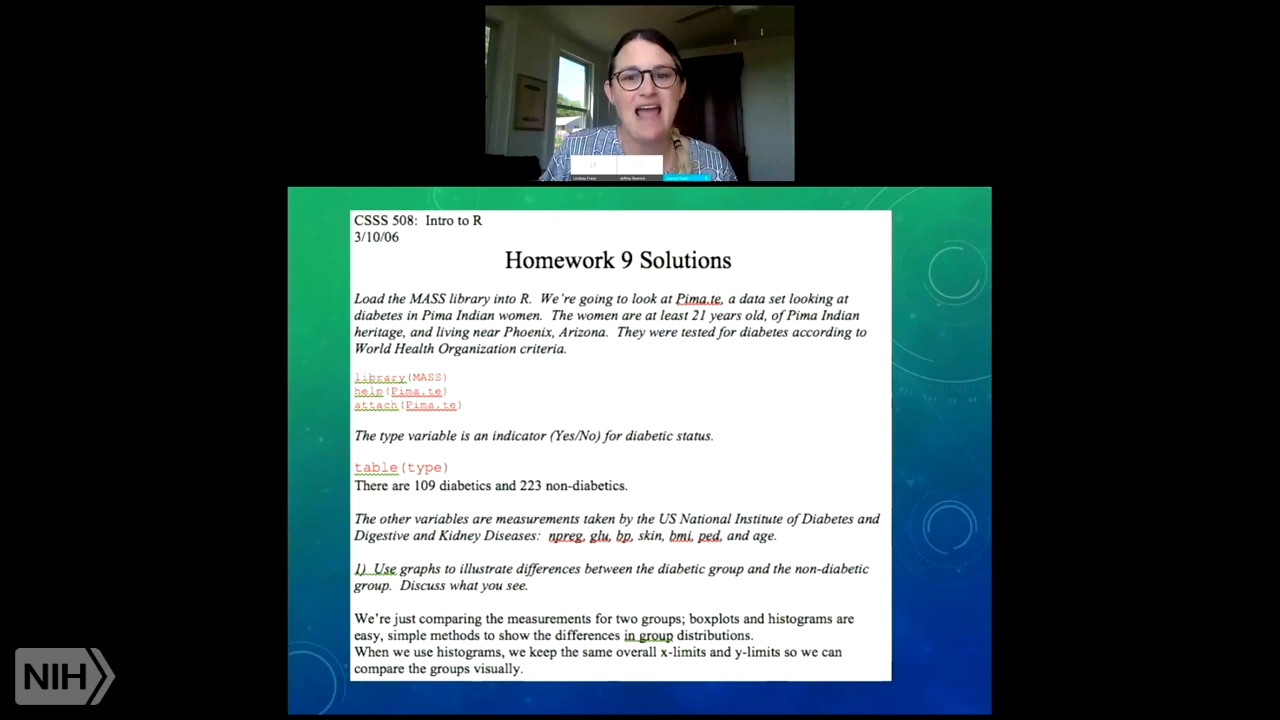 Lindsay Franz
Jeffrey Reznick
CSSS 508: Intro to R
3/10/06
Homework 9 Solutions
Load the MASS library into R. We're going to look at Pima.te, a data set looking at
diabetes in Pima Indian women. The women are at least 21 years old, of Pima Indian
heritage, and living near Phoenix, Arizona. They were tested for diabetes according to
World Health Organization criteria.
library(MASS)
help(Pima.te)
attach(Pima.te)
The type variable is an indicator (Yes/No) for diabetic status.
table(type)
There are 109 diabetics and 223 non-diabetics.
The other variables are measurements taken by the US National Institute of Diabetes and
Digestive and Kidney Diseases: npreg, glu, bp, skin, bmi, ped, and age.
1) Use graphs to illustrate differences between the diabetic group and the non-diabetic
group. Discuss what you see.
We're just comparing the measurements for two groups; boxplots and histograms are
easy, simple methods to show the differences in group distributions.
When we use histograms, we keep the same overall x-limits and y-limits so we can
compare the groups visually.
NIH